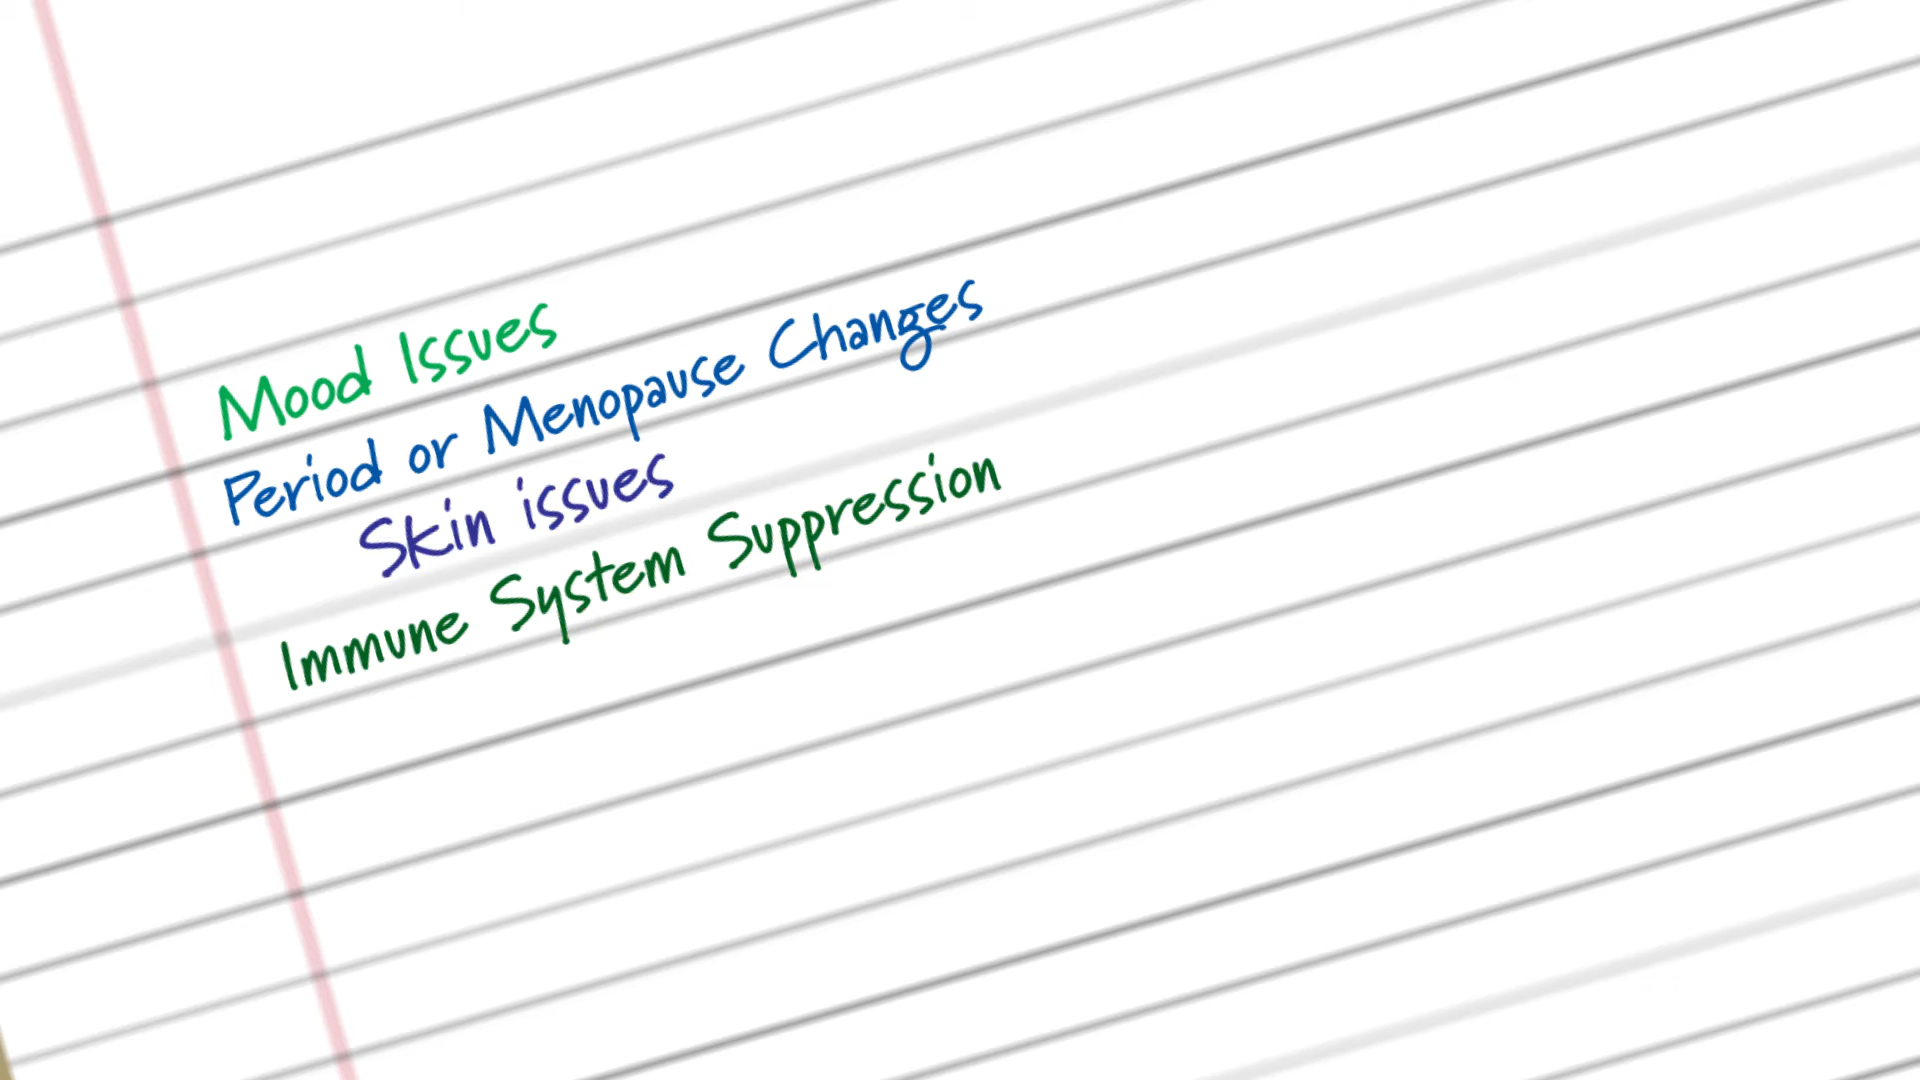 Mood Issues
Period or Menopause Changes
Skin issues
Immune System Suppression